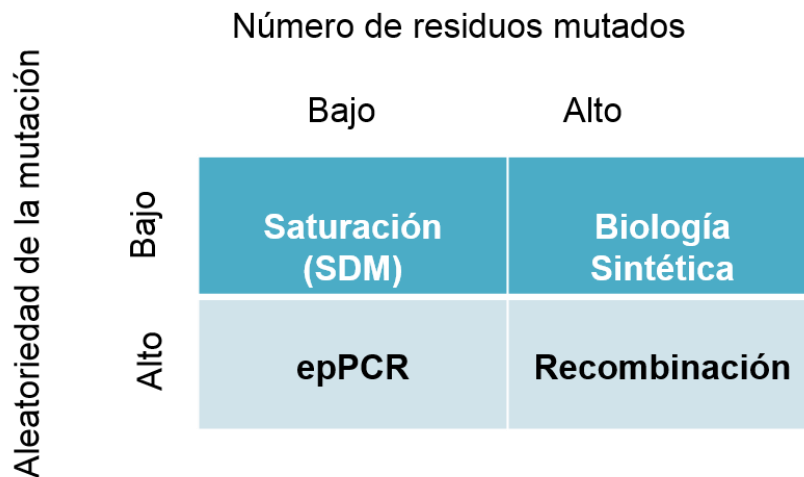 Número de residuos mutados
Bajo Alto
Aleatoriedad de la mutación
Bajo
Saturación Biología
(SDM) Sintética
Alto
epPCR Recombinación